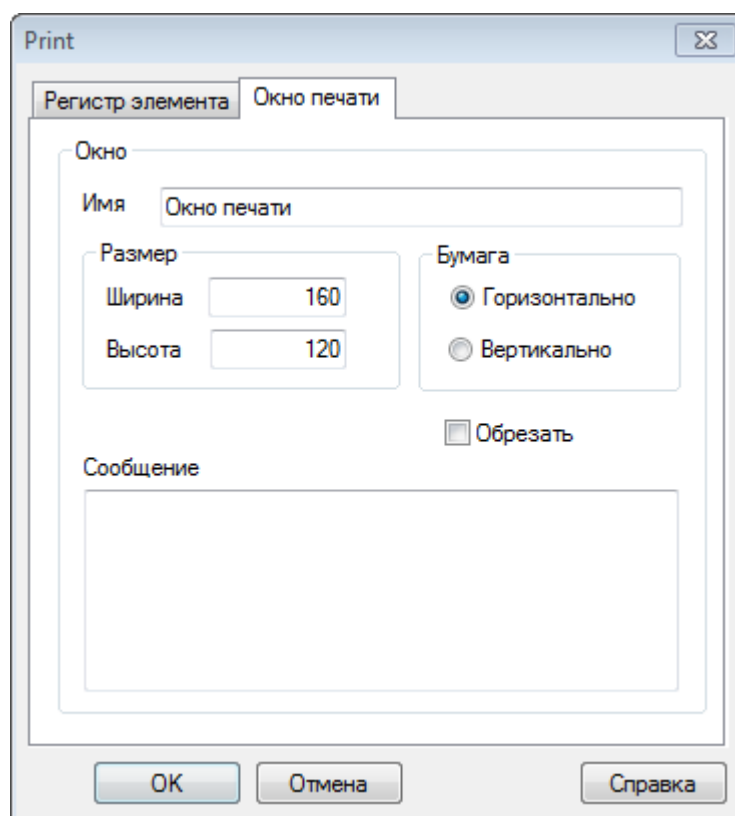 Print
Регистр элемента Окно печати
Окно
Имя Окно печати
Размер Бумага
Ширина 160 Горизонтально
Высота 120 Вертикально
Обрезать
Сообщение
OK Отмена Справка